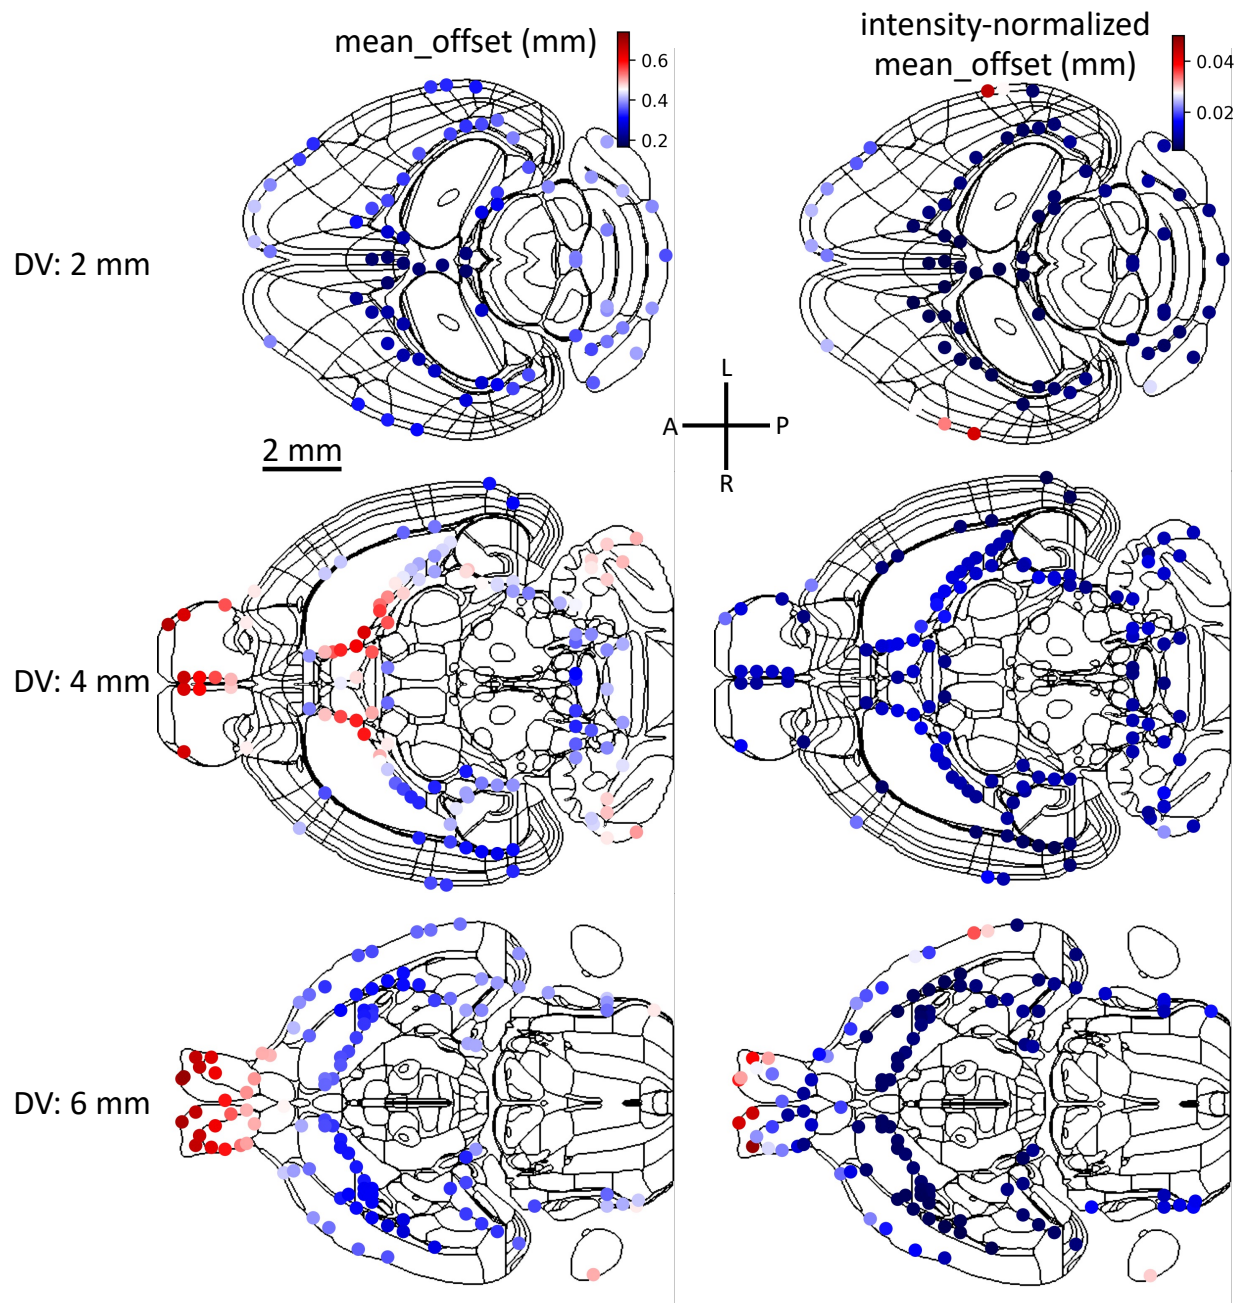 mean_offset (mm)
0.6
0.4
0.2
intensity-normalized
mean_offset (mm)
0.04
0.02
DV: 2 mm
L
A
P
R
2 mm
DV: 4 mm
DV: 6 mm